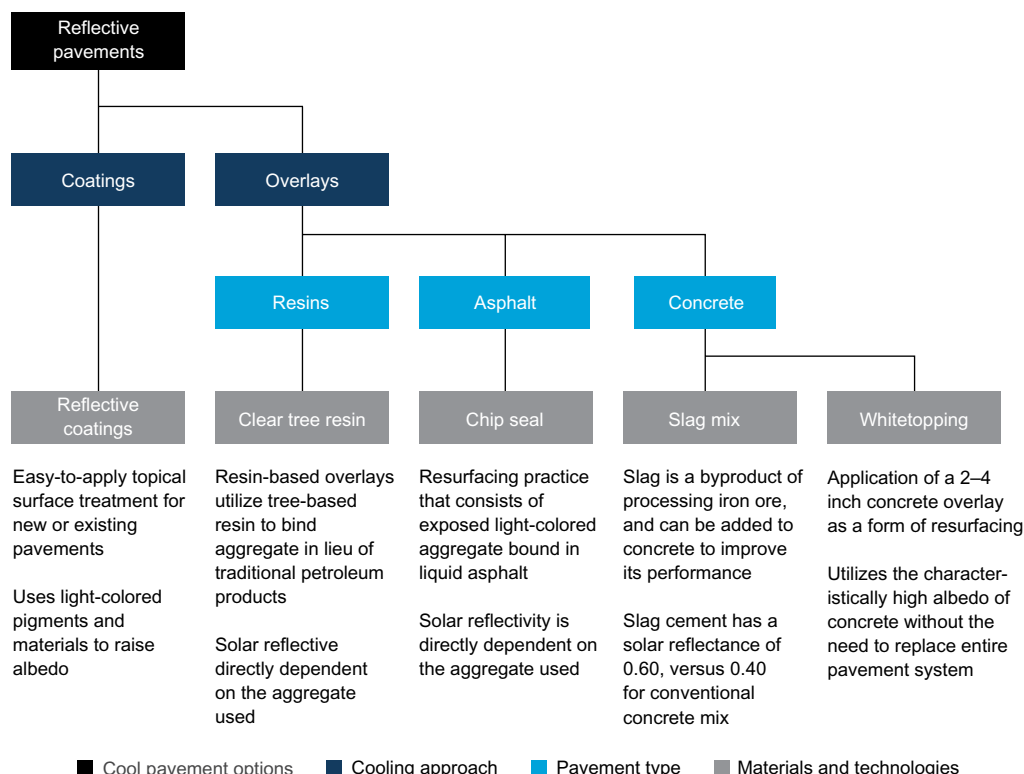 Reflective
pavements
Coatings
Overlays
Resins
Asphalt
Concrete
Reflective
coatings
Clear tree resin
Chip seal
Slag mix
Whitetopping
Easy-to-apply topical
surface treatment for
new or existing
pavements
Uses light-colored
pigments and
materials to raise
albedo
Resin-based overlays
utilize tree-based
resin to bind
aggregate in lieu of
traditional petroleum
products
Solar reflective
directly dependent
on the aggregate
used
Resurfacing practice
that consists of
exposed light-colored
aggregate bound in
liquid asphalt
Solar reflectivity is
directly dependent on
the aggregate used
Slag is a byproduct of
processing iron ore,
and can be added to
concrete to improve
its performance
Slag cement has a
solar reflectance of
0.60, versus 0.40
for conventional
concrete mix
Application of a 2–4
inch concrete overlay
as a form of resurfacing
Utilizes the character-
istically high albedo of
concrete without the
need to replace entire
pavement system
Cool pavement options
Cooling approach
Pavement type
Materials and technologies